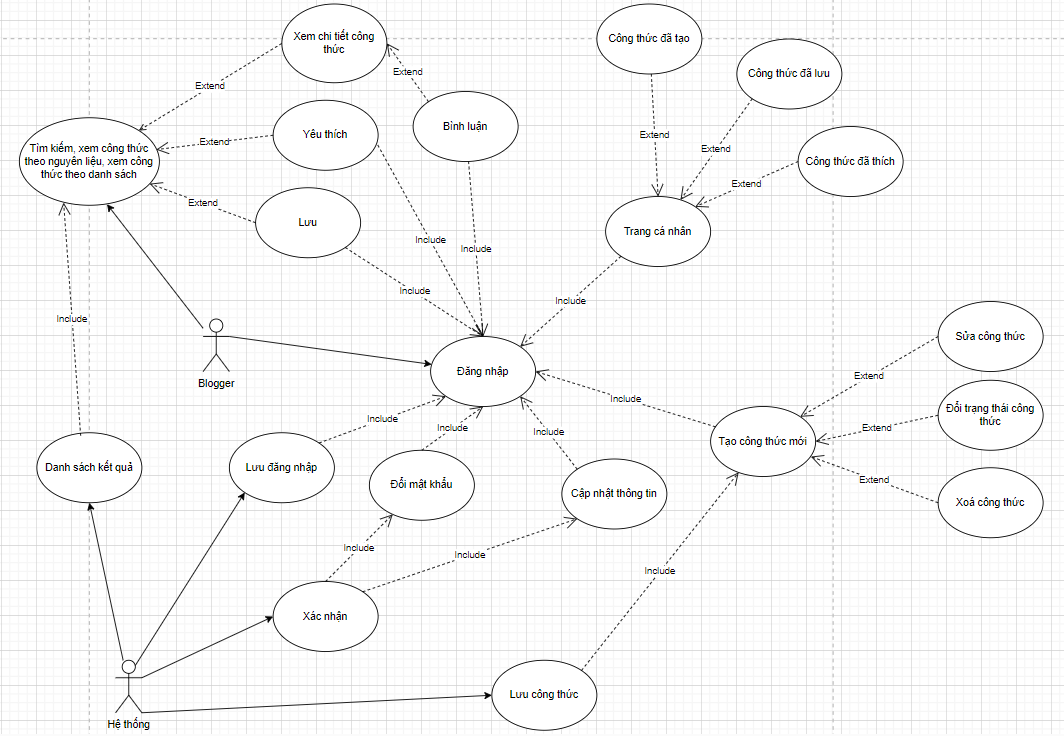 Xem chi tiết công
thức
Công thức đã tạo
Công thức đã lưu
Extend
Extend
Yêu thích
Bình luận
Extend
Tìm kiếm, xem công thức
theo nguyên liệu, xem công
thức theo danh sách
Extend
Extend
Công thức đã thích
Extend
Extend
Lưu
Trang cá nhân
Include
Include
Include
Include
Include
Blogger
Đăng nhập
Sửa công thức
Extend
Include
Include
Include
Include
Đổi trạng thái công
thức
Extend
Tạo công thức mới
Danh sách kết quả
Lưu đăng nhập
Đổi mật khẩu
Cập nhật thông tin
Extend
Xoá công thức
Include
Include
Include
Xác nhận
Lưu công thức
Hệ thống